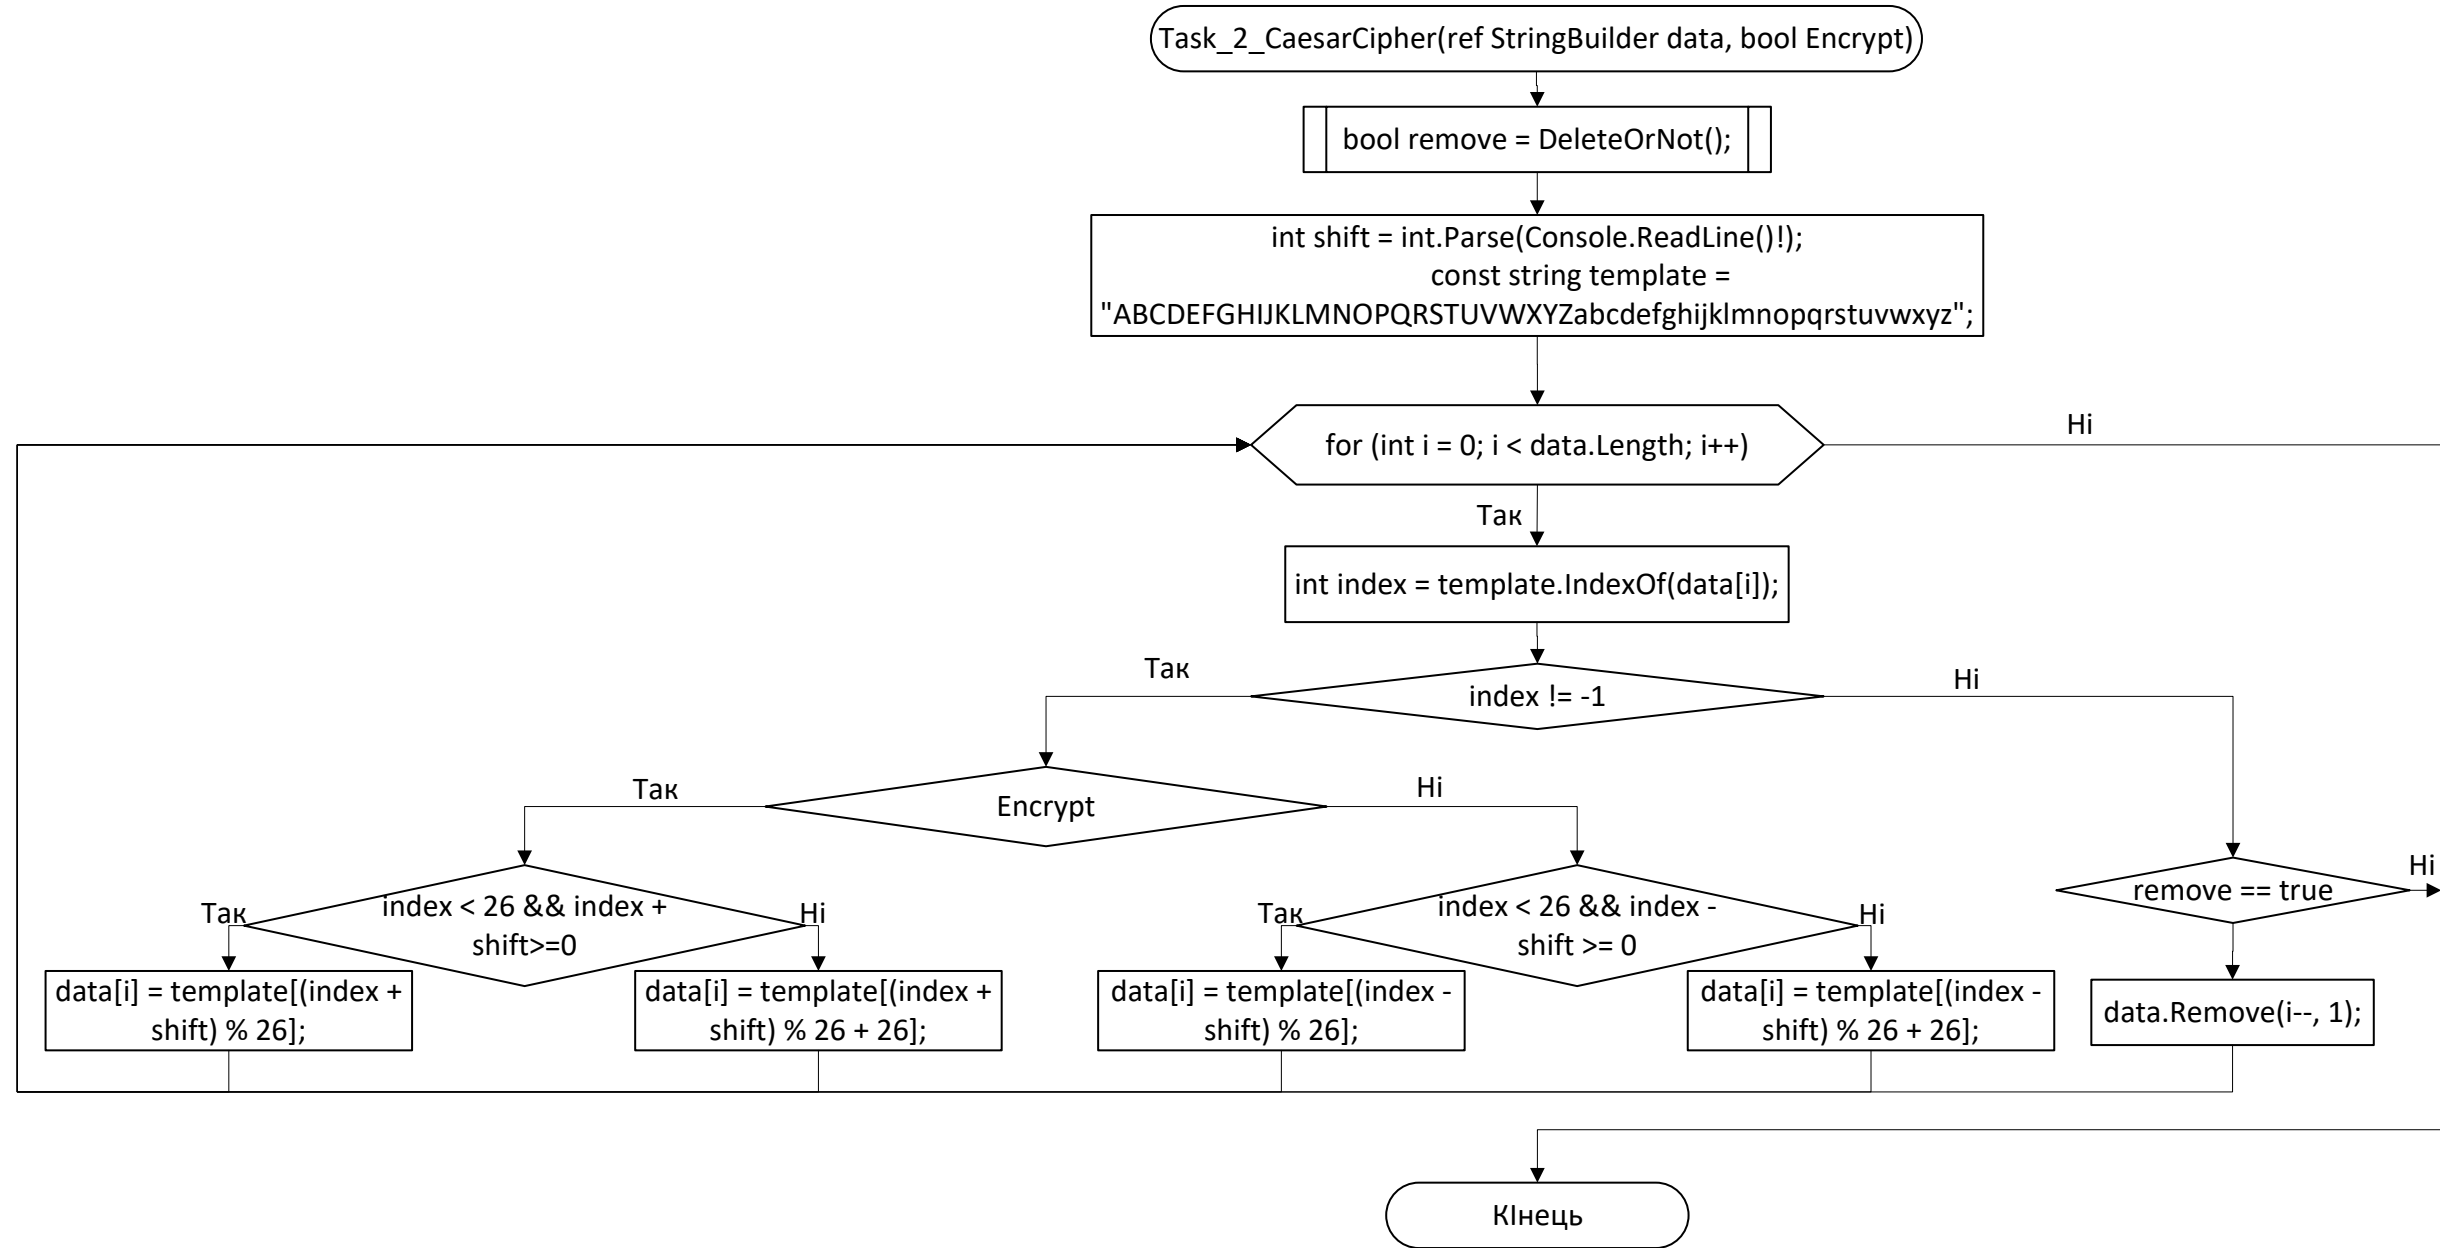 Task_2_CaesarCipher(ref StringBuilder data, bool Encrypt)
bool remove = DeleteOrNot();
int shift = int.Parse(Console.ReadLine()!);
const string template =
"ABCDEFGHIJKLMNOPQRSTUVWXYZabcdefghijklmnopqrstuvwxyz";
for (int i = 0; i < data.Length; i++)
Ні
Так
int index = template.IndexOf(data[i]);
Так
index != -1
Ні
Так
Encrypt
Ні
Так
index < 26 && index +
shift>=0
Ні
Так
index < 26 && index -
shift >= 0
Ні
remove == true
Ні
data[i] = template[(index +
shift) % 26];
data[i] = template[(index +
shift) % 26 + 26];
data[i] = template[(index -
shift) % 26];
data[i] = template[(index -
shift) % 26 + 26];
data.Remove(i--, 1);
КІнець